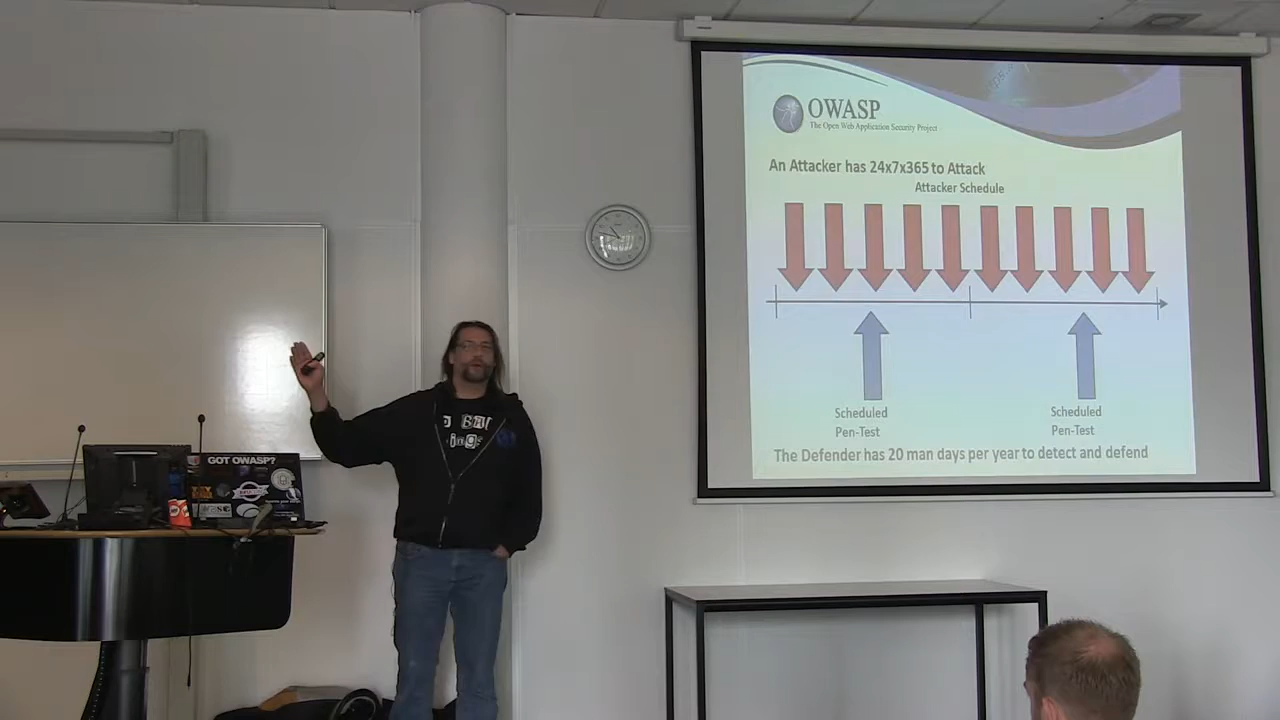 OWASP
The Open Web Application Security Project
An Attacker has 24x7x365 to Attack
Attacker Schedule
Scheduled
Pen-Test
Scheduled
Pen-Test
The Defender has 20 man days per year to detect and defend
GOT OWASP?